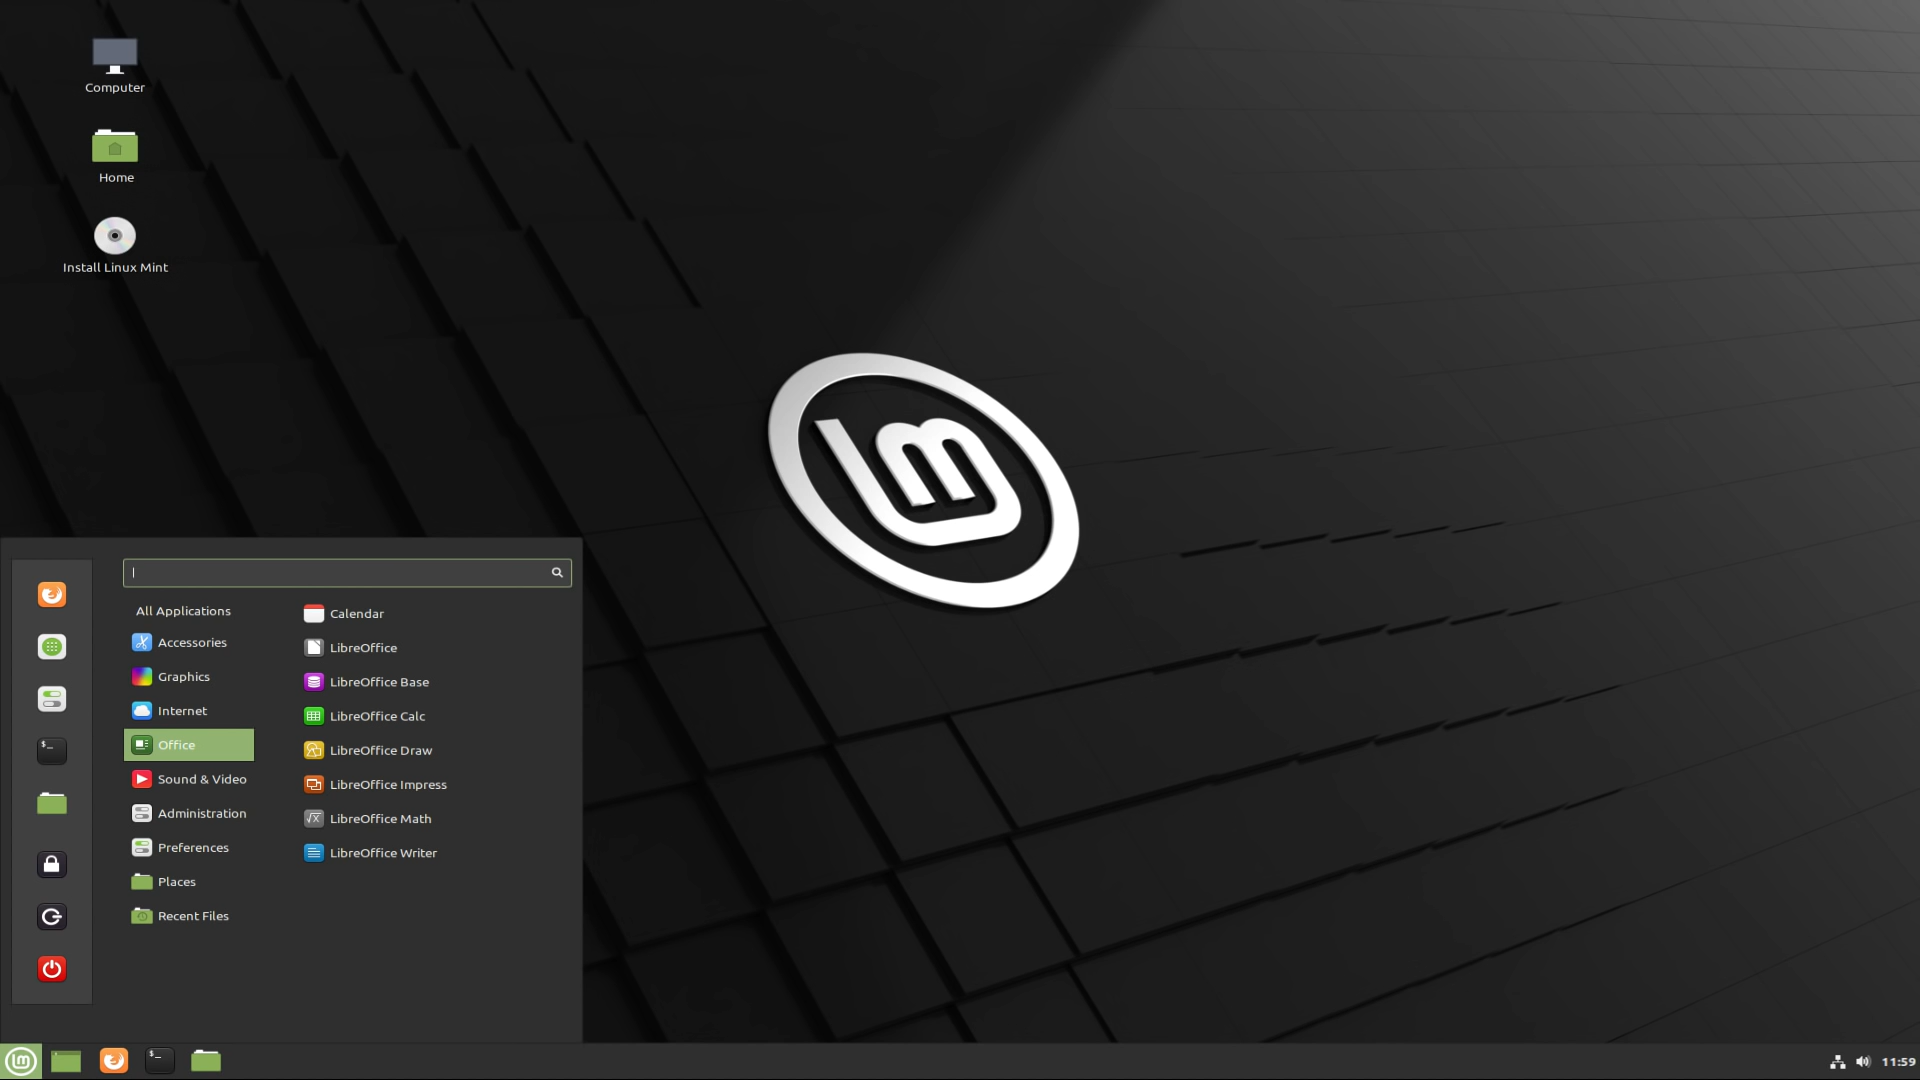 Computer
Home
Install Linux Mint
All Applications
Accessories
Graphics
Internet
Office
Sound & Video
Administration
Preferences
Places
Recent Files
Calendar
LibreOffice
LibreOffice Base
LibreOffice Calc
LibreOffice Draw
LibreOffice Impress
LibreOffice Math
LibreOffice Writer
11:59